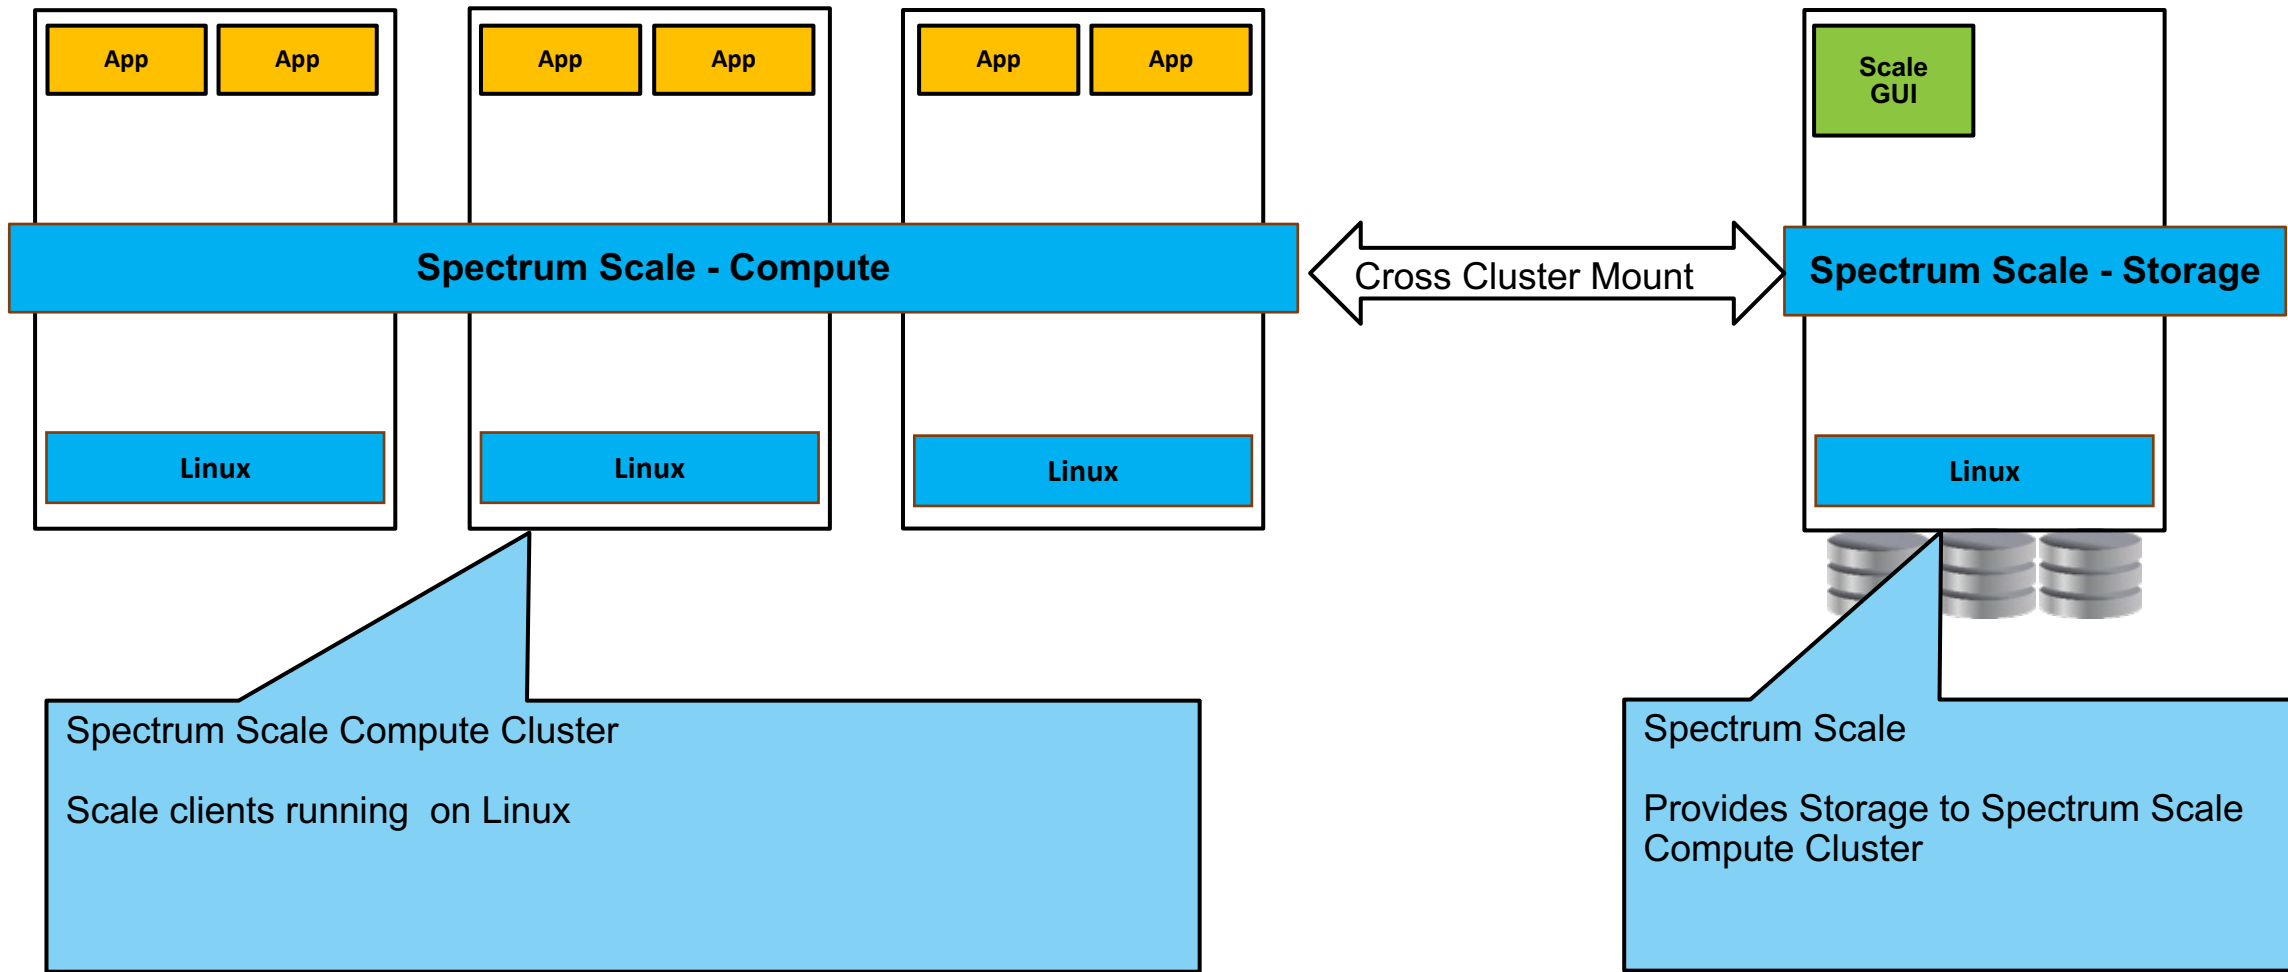 App
App
App
App
App
App
Scale
GUI
Spectrum Scale - Compute
Cross Cluster Mount
Spectrum Scale - Storage
Linux
Linux
Linux
Linux
Spectrum Scale Compute Cluster
Scale clients running  on Linux
Spectrum Scale
Provides Storage to Spectrum Scale
Compute Cluster